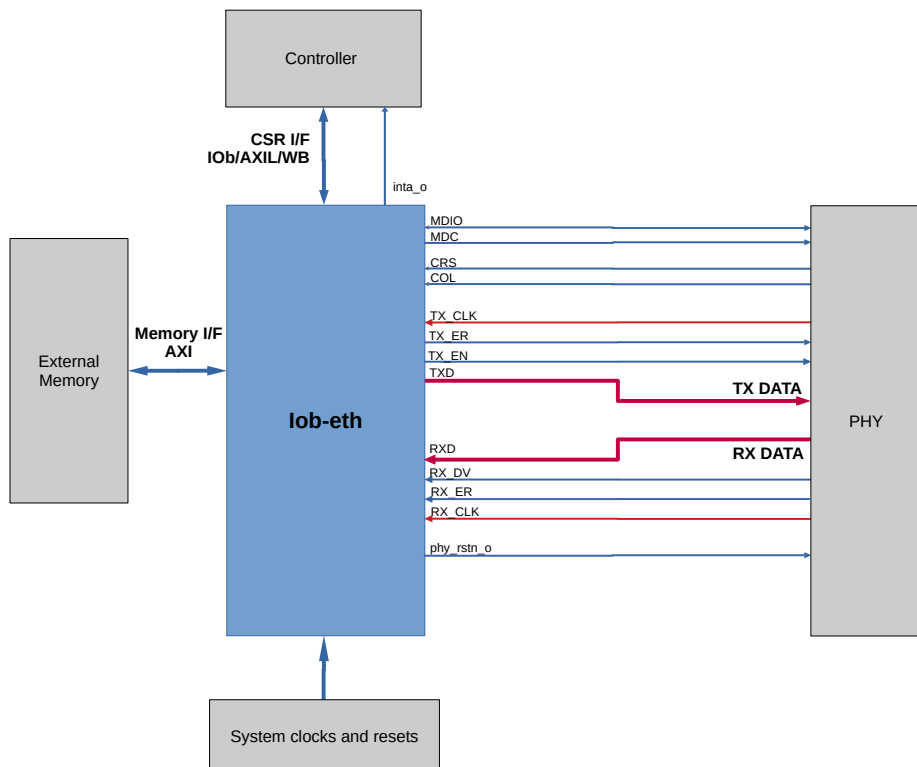 Controller
CSR I/F
IOb/AXIL/WB
inta_o
MDIO
MDC
CRS
COL
TX_CLK
TX_ER
TX_EN
TXD
TX DATA
Memory I/F
AXI
External
Memory
Iob-eth
PHY
RXD
RX DATA
RX_DV
RX_ER
RX_CLK
phy_rstn_o
System clocks and resets